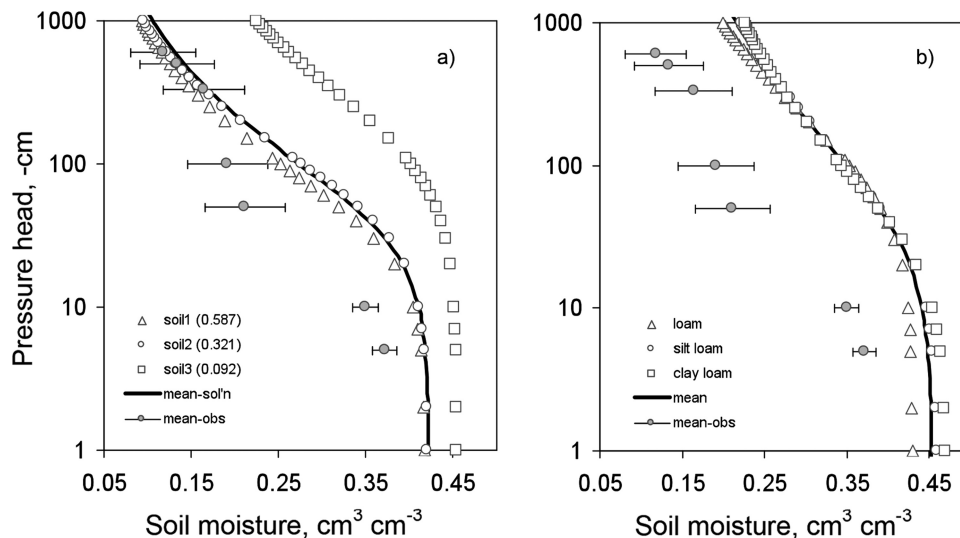 1000
100
10
1
Pressure head, -cm
a)
soil1 (0.587)
soil2 (0.321)
soil3 (0.092)
mean-sol'n
mean-obs
0.05 0.15 0.25 0.35 0.45
Soil moisture, cm³ cm⁻³
1000
100
10
1
b)
loam
silt loam
clay loam
mean
mean-obs
0.05 0.15 0.25 0.35 0.45
Soil moisture, cm³ cm⁻³